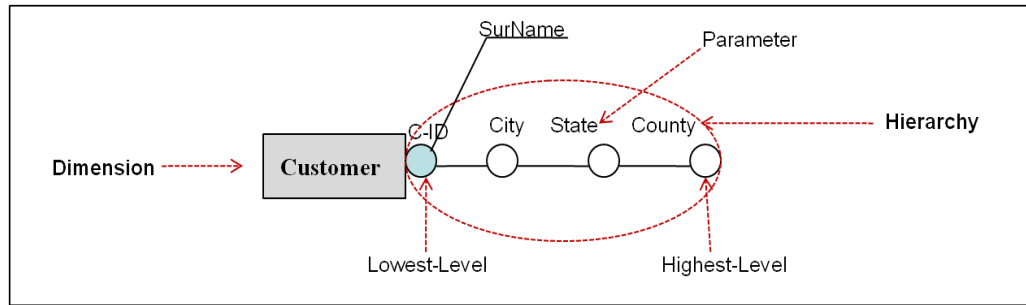 SurName
Parameter
C-ID City State County
Hierarchy
Dimension
Customer
Lowest-Level
Highest-Level